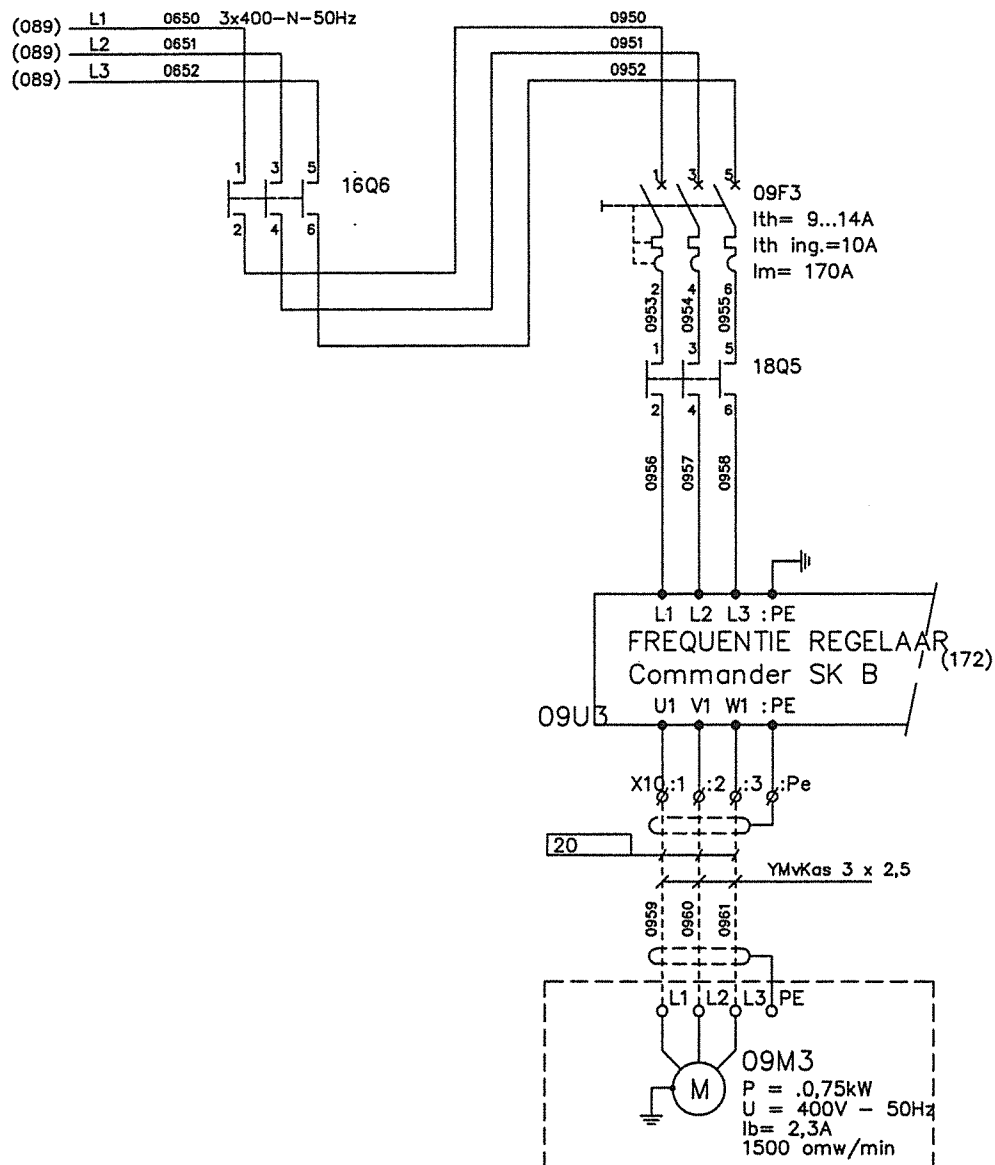 (089) L1 0650 3x400-N-50Hz 0950
(089) L2 0651 0951
(089) L3 0652 0952
1 3 5
16Q6
2 4 6
1 3 5
09F3
Ith= 9...14A
Ith ing.=10A
Im= 170A
2 4 6
0953 0954 0955
1 3 5
18Q5
2 4 6
0956 0957 0958
L1 L2 L3 :PE
FREQUENTIE REGELAAR
(172)
Commander SK B
U1 V1 W1 :PE
09U3
X10:1 :2 :3 :Pe
20
YMvKas 3 x 2,5
0959 0960 0961
L1 L2 L3 PE
09M3
M
P = .0,75kW
U = 400V - 50Hz
Ib= 2,3A
1500 omw/min